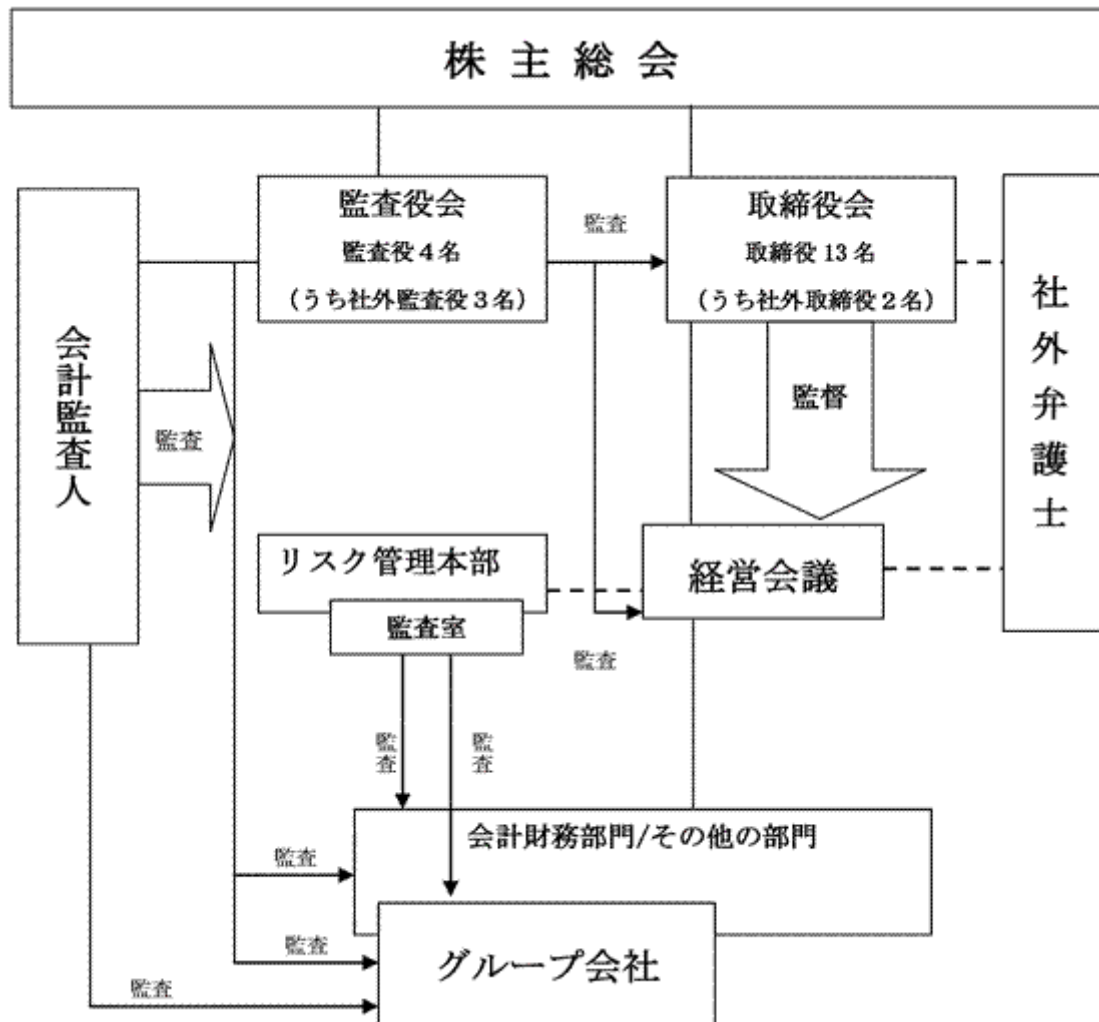 株主総会
監査役会
監査役4名
（うち社外監査役3名）
監査
取締役会
取締役13名
（うち社外取締役2名）
社外弁護士
会計監査人
監査
監督
リスク管理本部
監査室
経営会議
監査
監査
監査
会計財務部門/その他の部門
監査
監査
グループ会社
監査